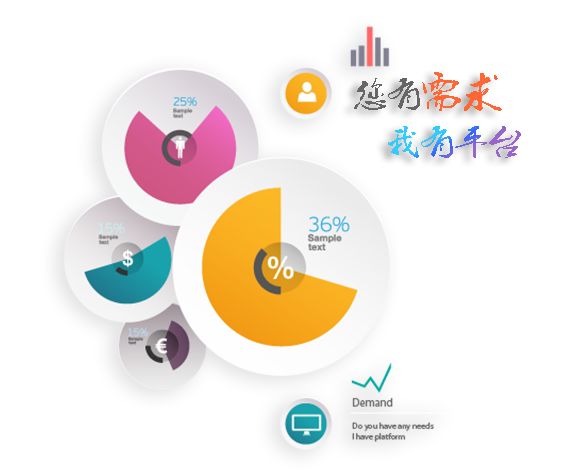 您有需求
我有平台
25%
Sample
text
36%
Sample
text
15%
Sample
text
$
%
15%
Sample
text
€
Demand
Do you have any needs
I have platform